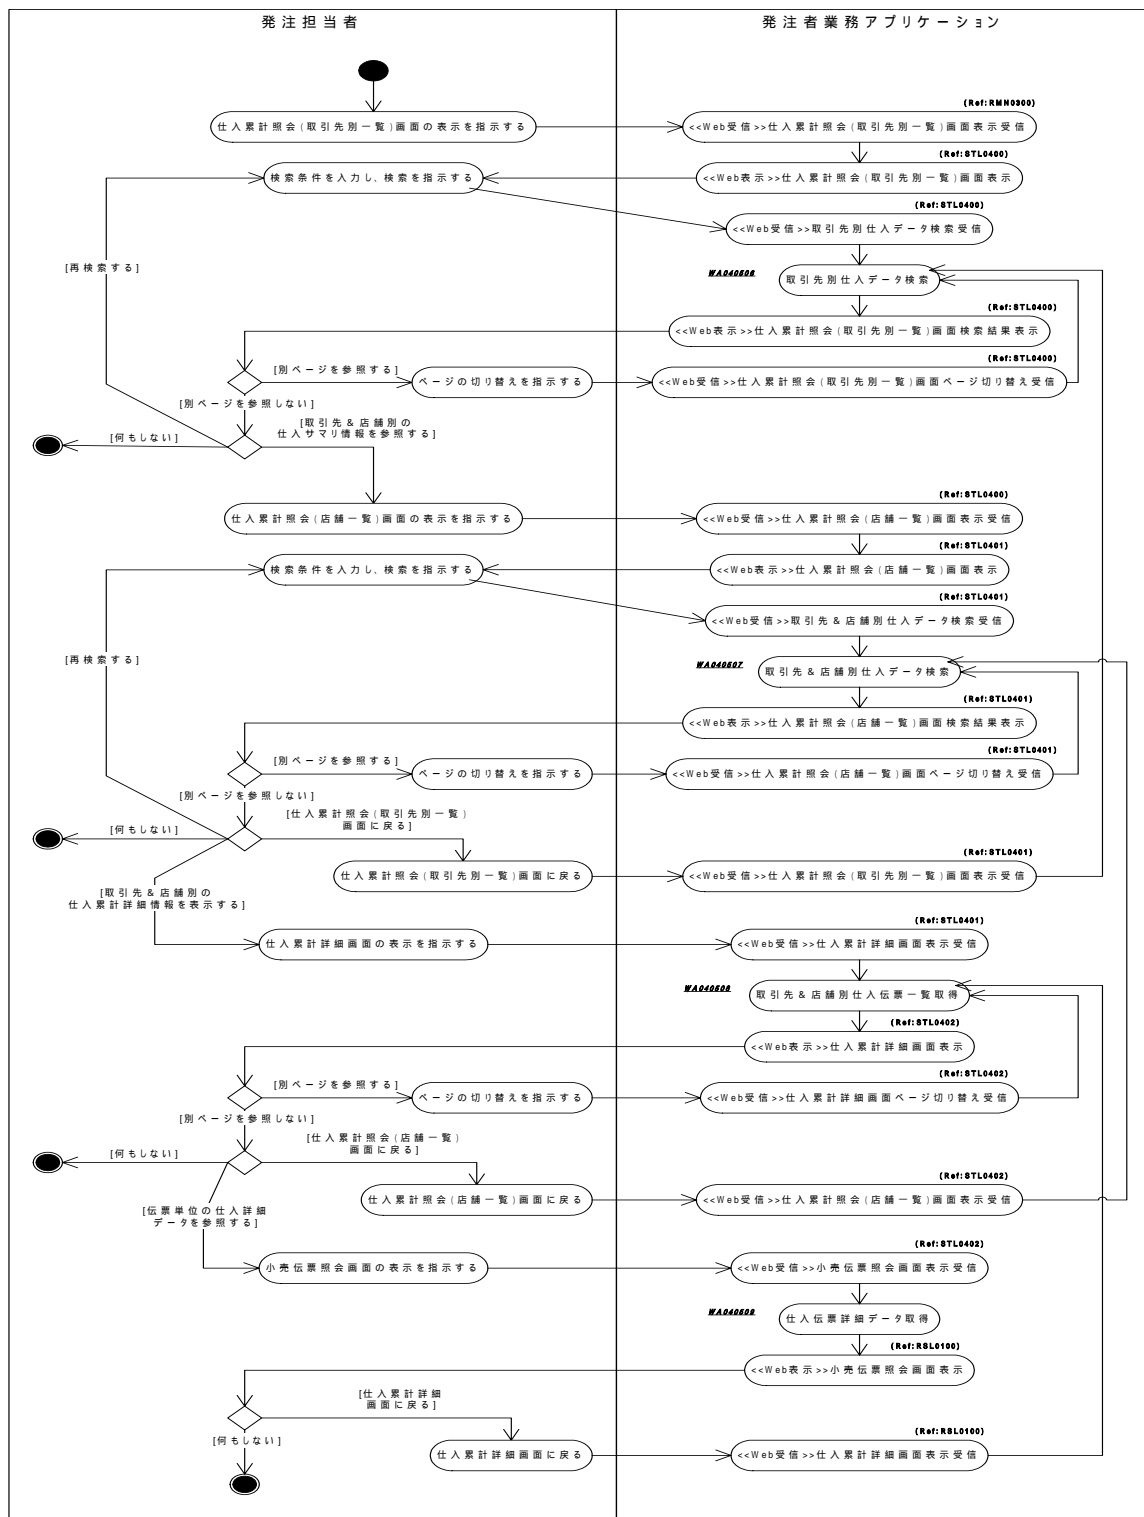 発注担当者
発注者業務アプリケーション
(Ref:RMN0300)
仕入累計照会(取引先別一覧)画面の表示を指示する
<<Web受信>>仕入累計照会(取引先別一覧)画面表示受信
(Ref:STL0400)
検索条件を入力し、検索を指示する
<<Web表示>>仕入累計照会(取引先別一覧)画面表示
(Ref:STL0400)
<<Web受信>>取引先別仕入データ検索受信
[再検索する]
WA040506
取引先別仕入データ検索
(Ref:STL0400)
<<Web表示>>仕入累計照会(取引先別一覧)画面検索結果表示
(Ref:STL0400)
[別ページを参照する]
ページの切り替えを指示する
<<Web受信>>仕入累計照会(取引先別一覧)画面ページ切り替え受信
[別ページを参照しない]
[取引先&店舗別の
仕入サマリ情報を参照する]
[何もしない]
(Ref:STL0400)
仕入累計照会(店舗一覧)画面の表示を指示する
<<Web受信>>仕入累計照会(店舗一覧)画面表示受信
(Ref:STL0401)
検索条件を入力し、検索を指示する
<<Web表示>>仕入累計照会(店舗一覧)画面表示
(Ref:STL0401)
<<Web受信>>取引先&店舗別仕入データ検索受信
[再検索する]
WA040507
取引先&店舗別仕入データ検索
(Ref:STL0401)
<<Web表示>>仕入累計照会(店舗一覧)画面検索結果表示
(Ref:STL0401)
[別ページを参照する]
ページの切り替えを指示する
<<Web受信>>仕入累計照会(店舗一覧)画面ページ切り替え受信
[別ページを参照しない]
[仕入累計照会(取引先別一覧)
画面に戻る]
[何もしない]
(Ref:STL0401)
仕入累計照会(取引先別一覧)画面に戻る
<<Web受信>>仕入累計照会(取引先別一覧)画面表示受信
[取引先&店舗別の
仕入累計詳細情報を表示する]
(Ref:STL0401)
仕入累計詳細画面の表示を指示する
<<Web受信>>仕入累計詳細画面表示受信
WA040508
取引先&店舗別仕入伝票一覧取得
(Ref:STL0402)
<<Web表示>>仕入累計詳細画面表示
(Ref:STL0402)
[別ページを参照する]
ページの切り替えを指示する
<<Web受信>>仕入累計詳細画面ページ切り替え受信
[別ページを参照しない]
[仕入累計照会(店舗一覧)
画面に戻る]
[何もしない]
(Ref:STL0402)
仕入累計照会(店舗一覧)画面に戻る
<<Web受信>>仕入累計照会(店舗一覧)画面表示受信
[伝票単位の仕入詳細
データを参照する]
(Ref:STL0402)
小売伝票照会画面の表示を指示する
<<Web受信>>小売伝票照会画面表示受信
WA040509
仕入伝票詳細データ取得
(Ref:RSL0100)
<<Web表示>>小売伝票照会画面表示
[仕入累計詳細
画面に戻る]
[何もしない]
(Ref:RSL0100)
仕入累計詳細画面に戻る
<<Web受信>>仕入累計詳細画面表示受信